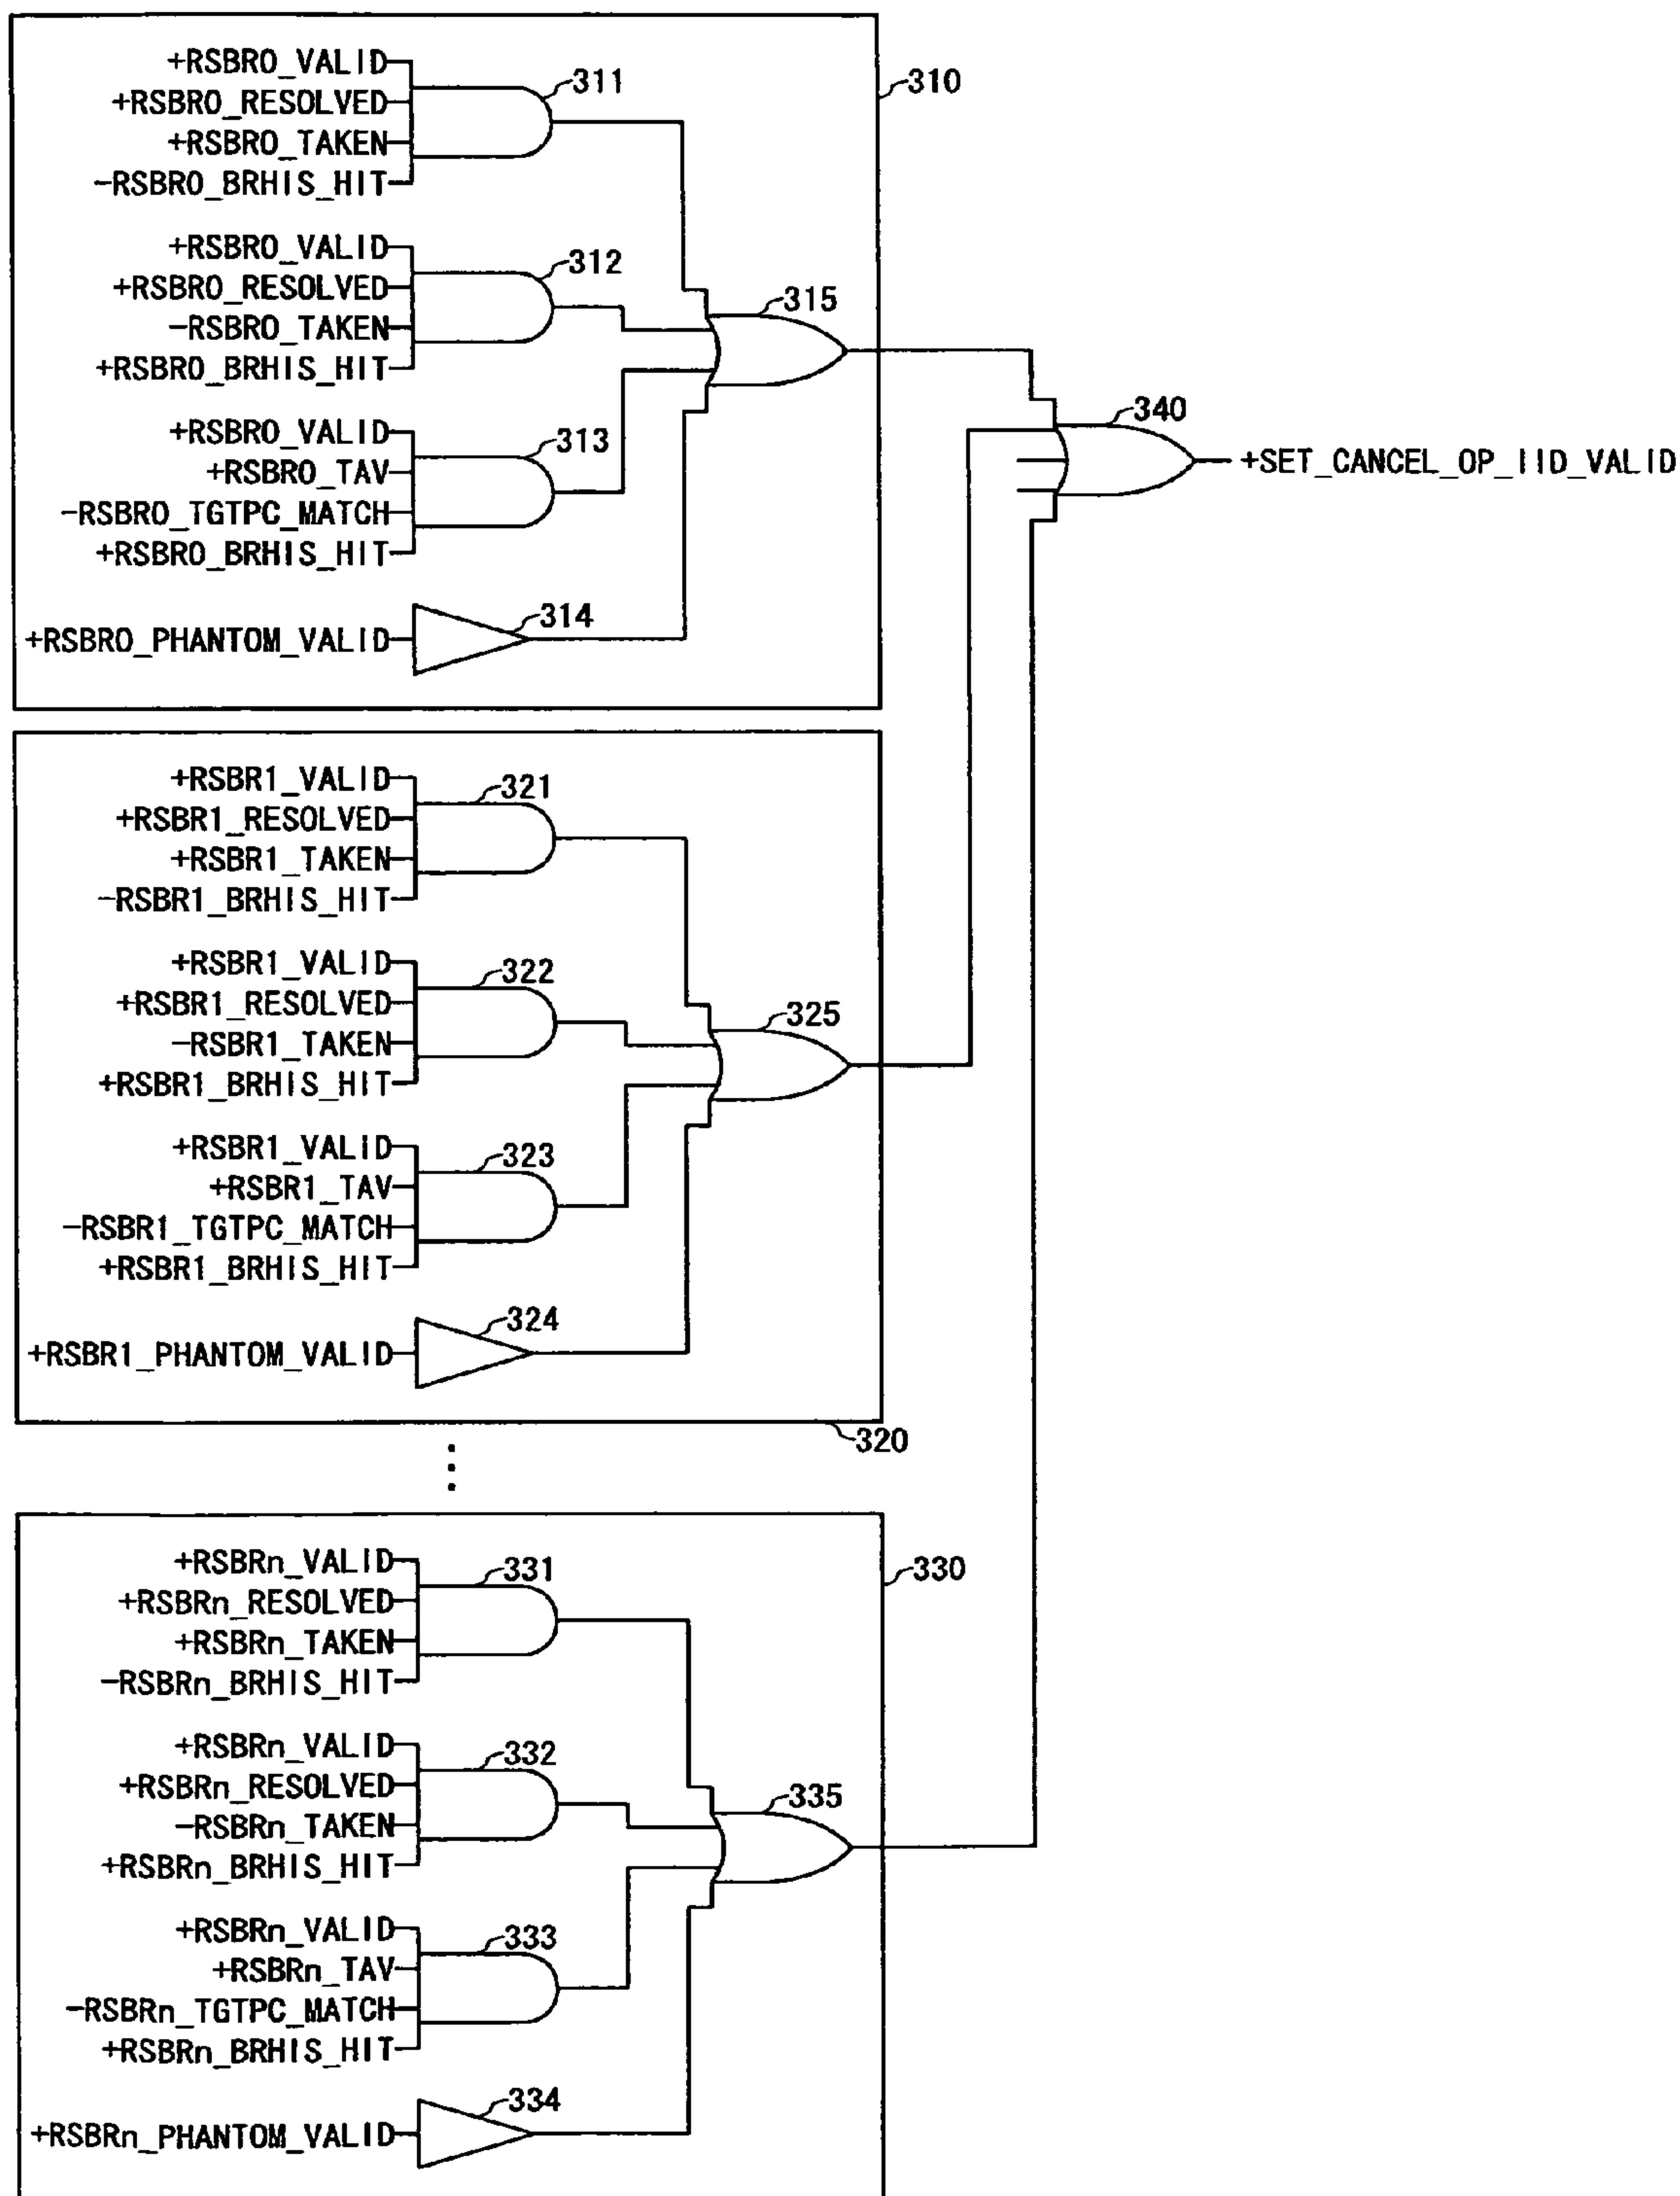 +RSBR0_VALID
311
310
+RSBR0_RESOLVED
+RSBR0_TAKEN
-RSBR0_BRHIS_HIT
+RSBR0_VALID
312
+RSBR0_RESOLVED
315
-RSBR0_TAKEN
+RSBR0_BRHIS_HIT
340
+RSBR0_VALID
313
+SET_CANCEL_OP_IID_VALID
+RSBR0_TAV
-RSBR0_TGTPC_MATCH
+RSBR0_BRHIS_HIT
314
+RSBR0_PHANTOM_VALID
+RSBR1_VALID
321
+RSBR1_RESOLVED
+RSBR1_TAKEN
-RSBR1_BRHIS_HIT
+RSBR1_VALID
322
+RSBR1_RESOLVED
325
-RSBR1_TAKEN
+RSBR1_BRHIS_HIT
+RSBR1_VALID
323
+RSBR1_TAV
-RSBR1_TGTPC_MATCH
+RSBR1_BRHIS_HIT
324
+RSBR1_PHANTOM_VALID
320
+RSBRn_VALID
331
330
+RSBRn_RESOLVED
+RSBRn_TAKEN
-RSBRn_BRHIS_HIT
+RSBRn_VALID
332
+RSBRn_RESOLVED
335
-RSBRn_TAKEN
+RSBRn_BRHIS_HIT
+RSBRn_VALID
333
+RSBRn_TAV
-RSBRn_TGTPC_MATCH
+RSBRn_BRHIS_HIT
334
+RSBRn_PHANTOM_VALID